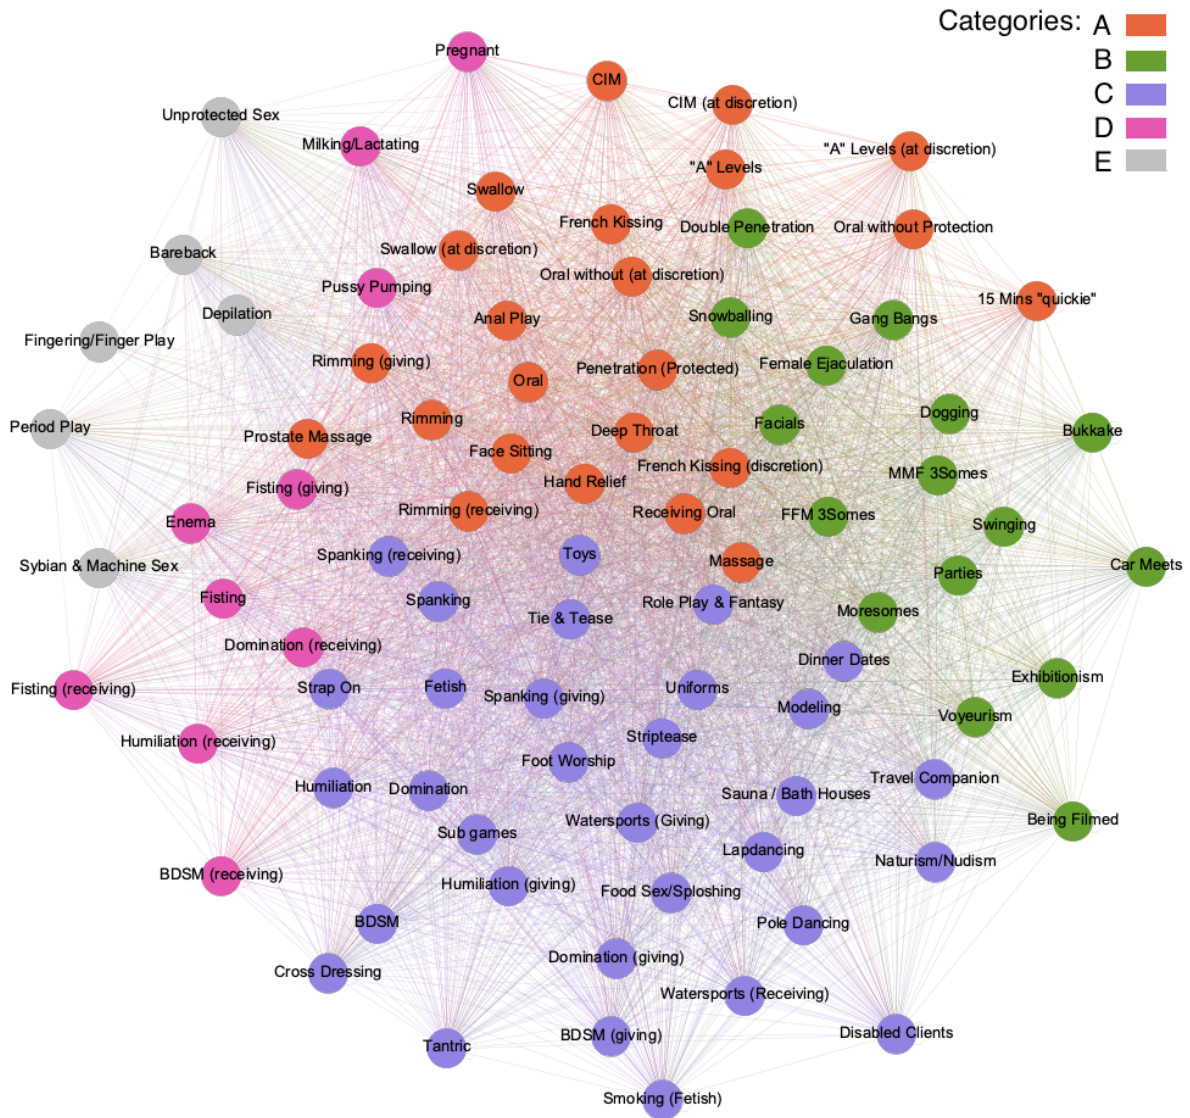 Categories: A
B
C
D
E
Pregnant
CIM
CIM (at discretion)
Unprotected Sex
Milking/Lactating
"A" Levels (at discretion)
"A" Levels
Swallow
French Kissing
Double Penetration
Oral without Protection
Swallow (at discretion)
Bareback
Oral without (at discretion)
Pussy Pumping
15 Mins "quickie"
Depilation
Anal Play
Snowballing
Gang Bangs
Fingering/Finger Play
Rimming (giving)
Penetration (Protected)
Female Ejaculation
Oral
Dogging
Rimming
Facials
Period Play
Prostate Massage
Deep Throat
Bukkake
Face Sitting
French Kissing (discretion)
MMF 3Somes
Hand Relief
Fisting (giving)
Rimming (receiving)
Receiving Oral
FFM 3Somes
Enema
Swinging
Spanking (receiving)
Toys
Massage
Sybian & Machine Sex
Car Meets
Parties
Fisting
Spanking
Role Play & Fantasy
Moresomes
Tie & Tease
Domination (receiving)
Dinner Dates
Exhibitionism
Fisting (receiving)
Strap On
Fetish
Spanking (giving)
Uniforms
Modeling
Voyeurism
Striptease
Humiliation (receiving)
Foot Worship
Travel Companion
Humiliation
Domination
Sauna / Bath Houses
Watersports (Giving)
Being Filmed
Sub games
Lapdancing
Naturism/Nudism
BDSM (receiving)
Humiliation (giving)
Food Sex/Sploshing
BDSM
Pole Dancing
Domination (giving)
Cross Dressing
Watersports (Receiving)
Disabled Clients
BDSM (giving)
Tantric
Smoking (Fetish)